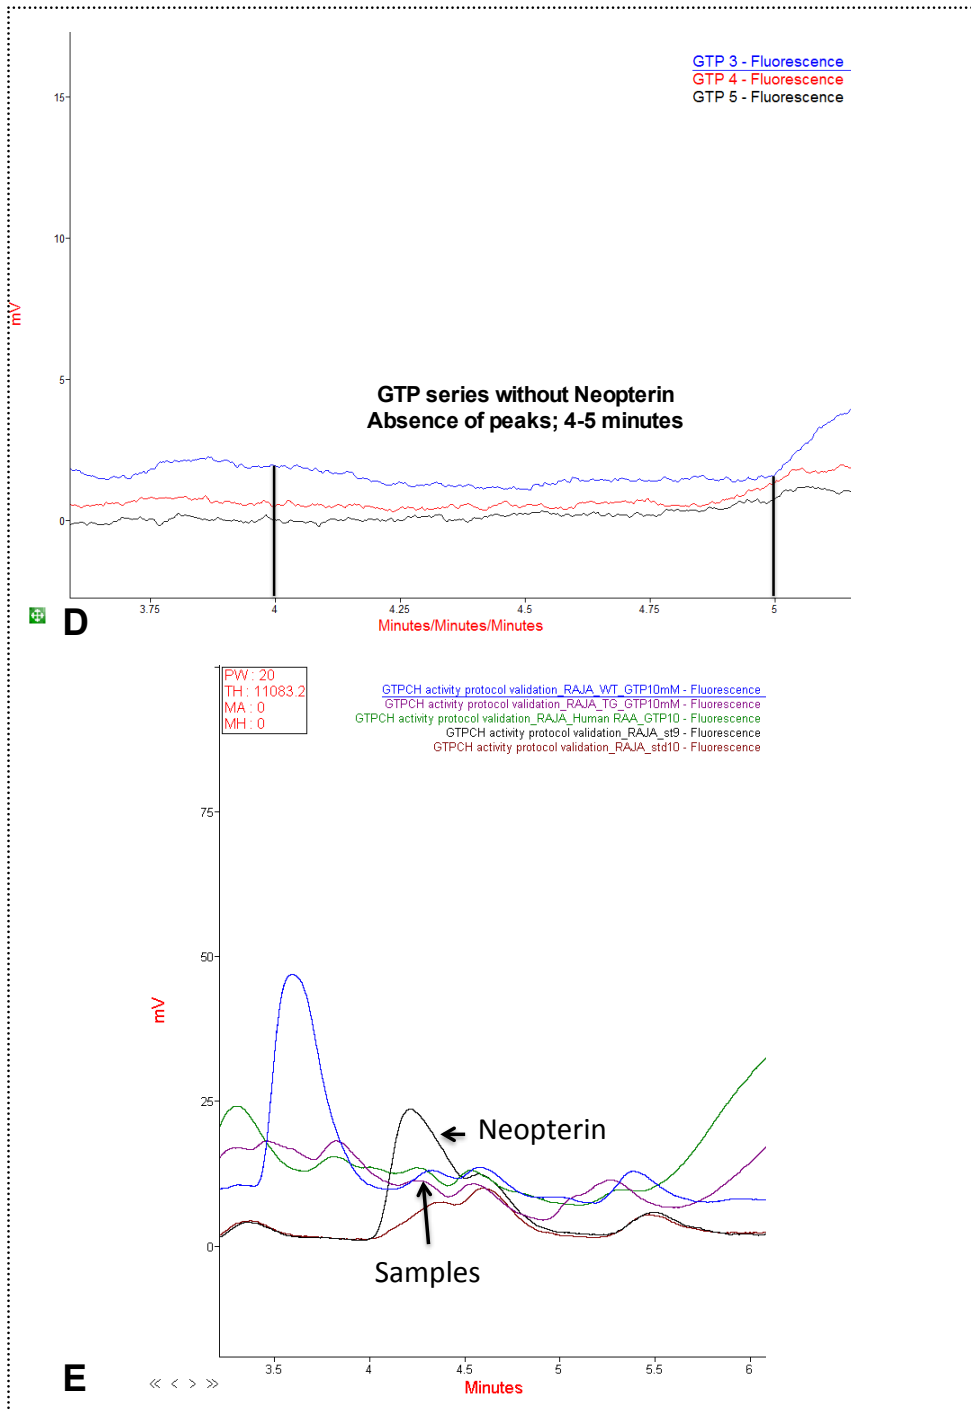 GTP 3 - Fluorescence
GTP 4 - Fluorescence
GTP 5 - Fluorescence
15
10
5
0
mV
GTP series without Neopterin
Absence of peaks; 4-5 minutes
3.75 4 4.25 4.5 4.75 5
Minutes/Minutes/Minutes
D
PW : 20
TH : 11083.2
MA : 0
MH : 0
GTPCH activity protocol validation_RAJA_WT_GTP10mM - Fluorescence
GTPCH activity protocol validation_RAJA_TG_GTP10mM - Fluorescence
GTPCH activity protocol validation_RAJA_Human RAA_GTP10 - Fluorescence
GTPCH activity protocol validation_RAJA_st9 - Fluorescence
GTPCH activity protocol validation_RAJA_std10 - Fluorescence
75
50
25
0
mV
Neopterin
Samples
3.5 4 4.5 5 5.5 6
Minutes
E
« < > »